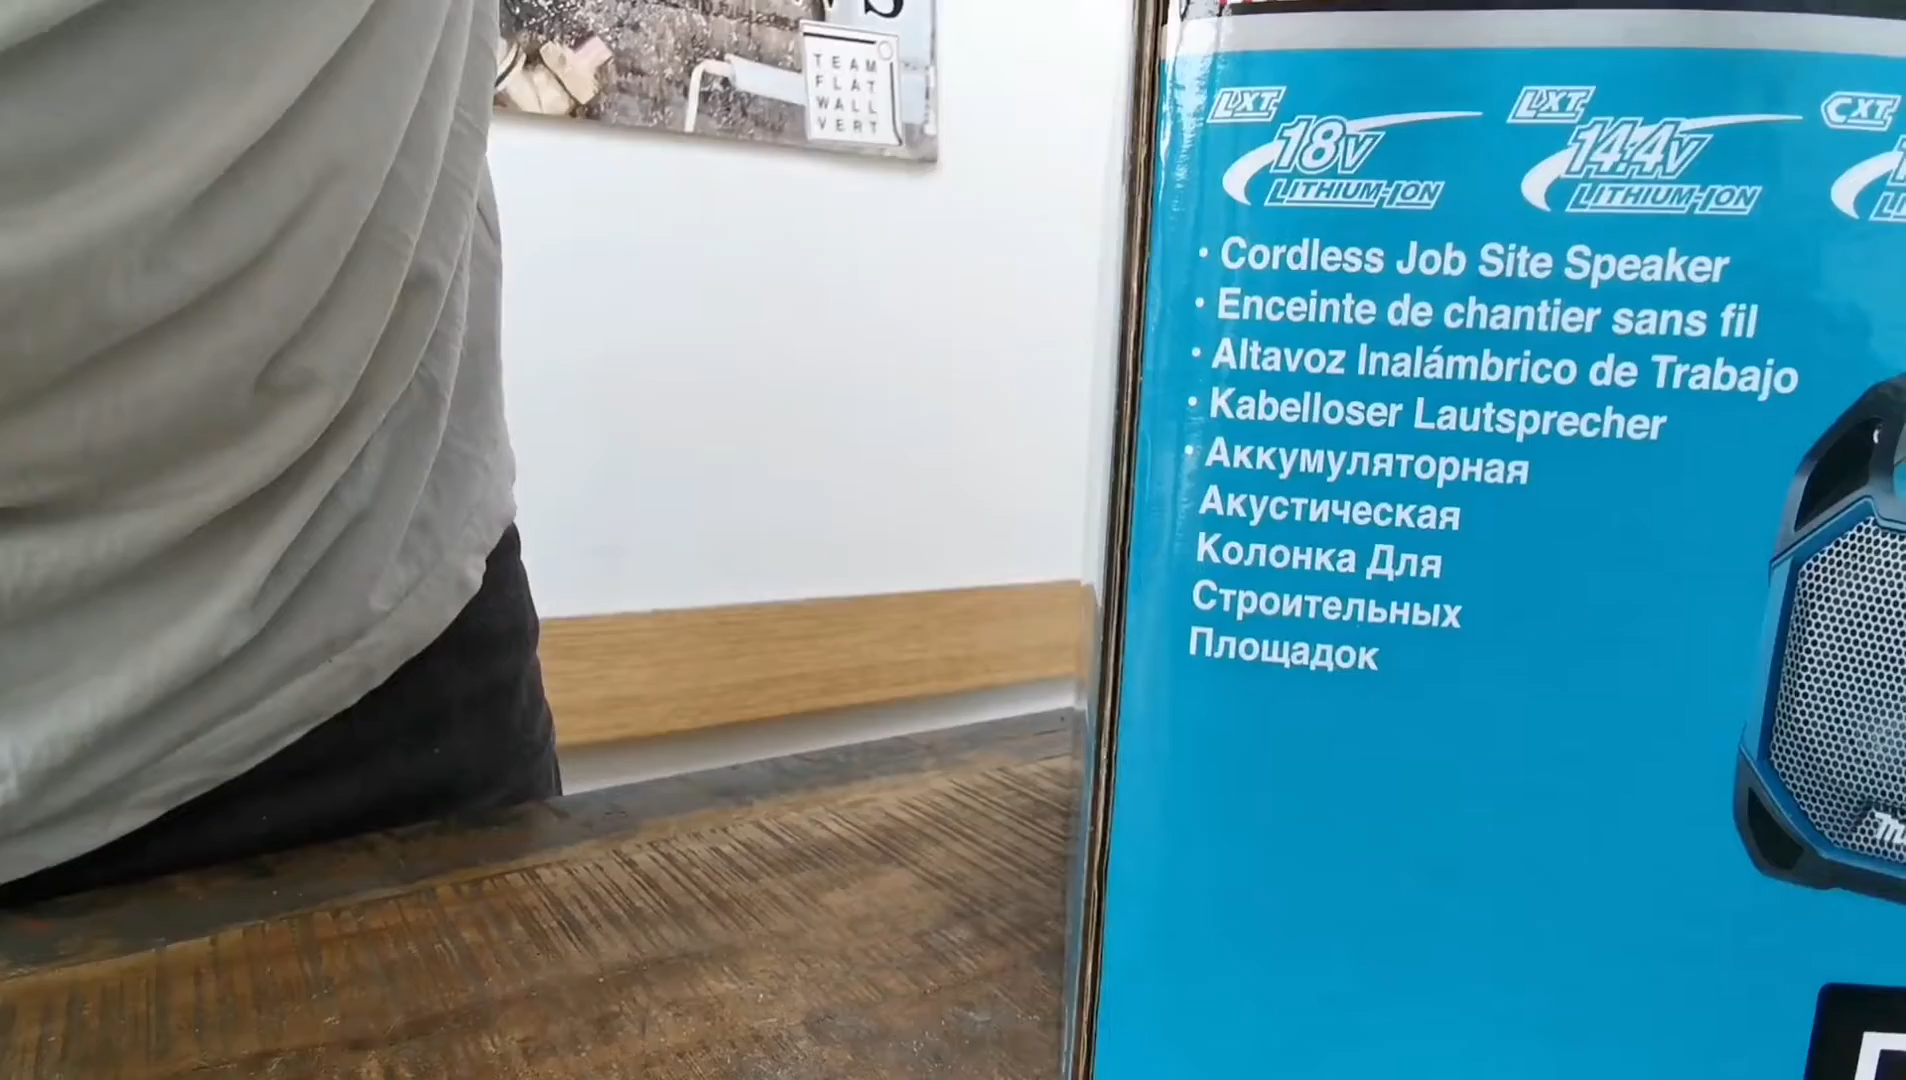 TEAM
FLAT
WALL
VERT
LXT
18V
LITHIUM-ION
LXT
14.4V
LITHIUM-ION
CXT
• Cordless Job Site Speaker
• Enceinte de chantier sans fil
• Altavoz Inalámbrico de Trabajo
• Kabelloser Lautsprecher
• Аккумуляторная
Акустическая
Колонка Для
Строительных
Площадок